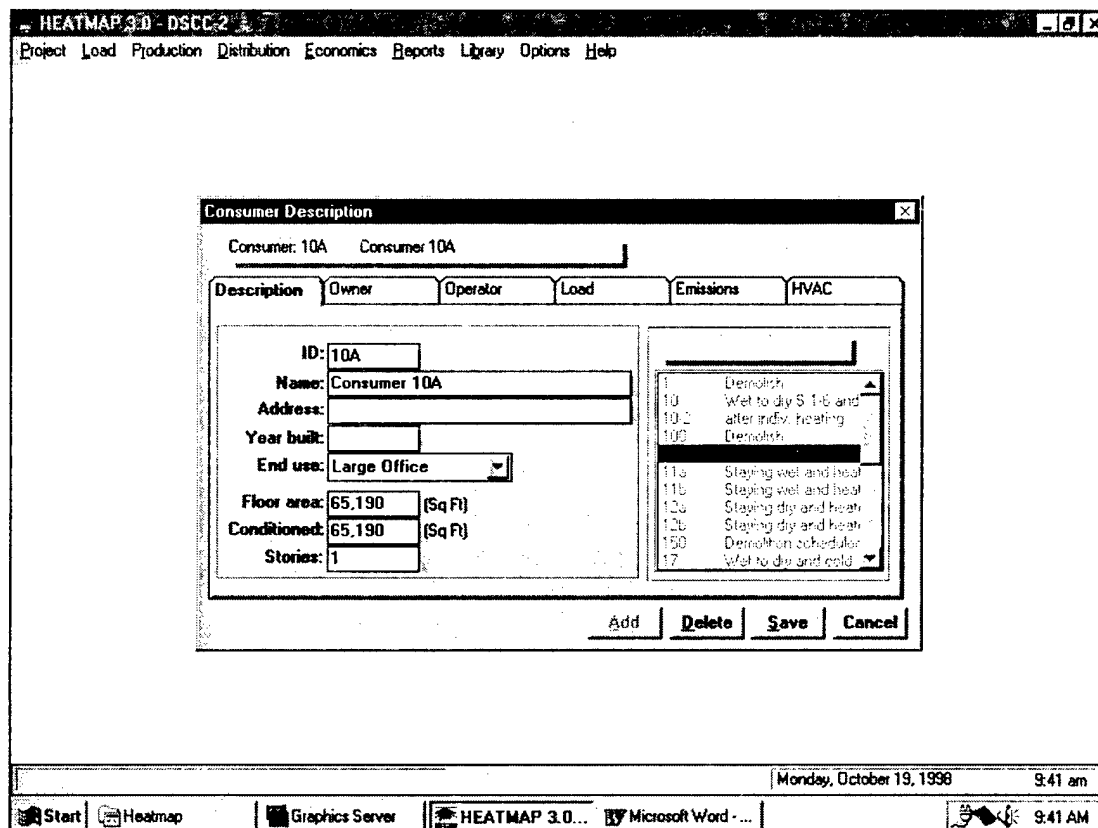 HEATMAP 3.0 - DSCC-2
Project Load Production Distribution Economics Reports Library Options Help
Consumer Description
Consumer: 10A Consumer 10A
Description Owner Operator Load Emissions HVAC
ID: 10A
Name: Consumer 10A
Address:
Year built:
End use: Large Office
Floor area: 65,190 (Sq Ft)
Conditioned: 65,190 (Sq Ft)
Stories: 1
1 Demolish
10 Wet to dry S 1-6 and
10-2 after indiv. heating
100 Demolish
11a Staying wet and heat
11b Staying wet and heat
12a Staying dry and heat
12b Staying dry and heat
150 Demolition schedule
17 Wet to dry and cold
Add Delete Save Cancel
Monday, October 19, 1998 9:41 am
Start Heatmap Graphics Server HEATMAP 3.0... Microsoft Word - ... 9:41 AM